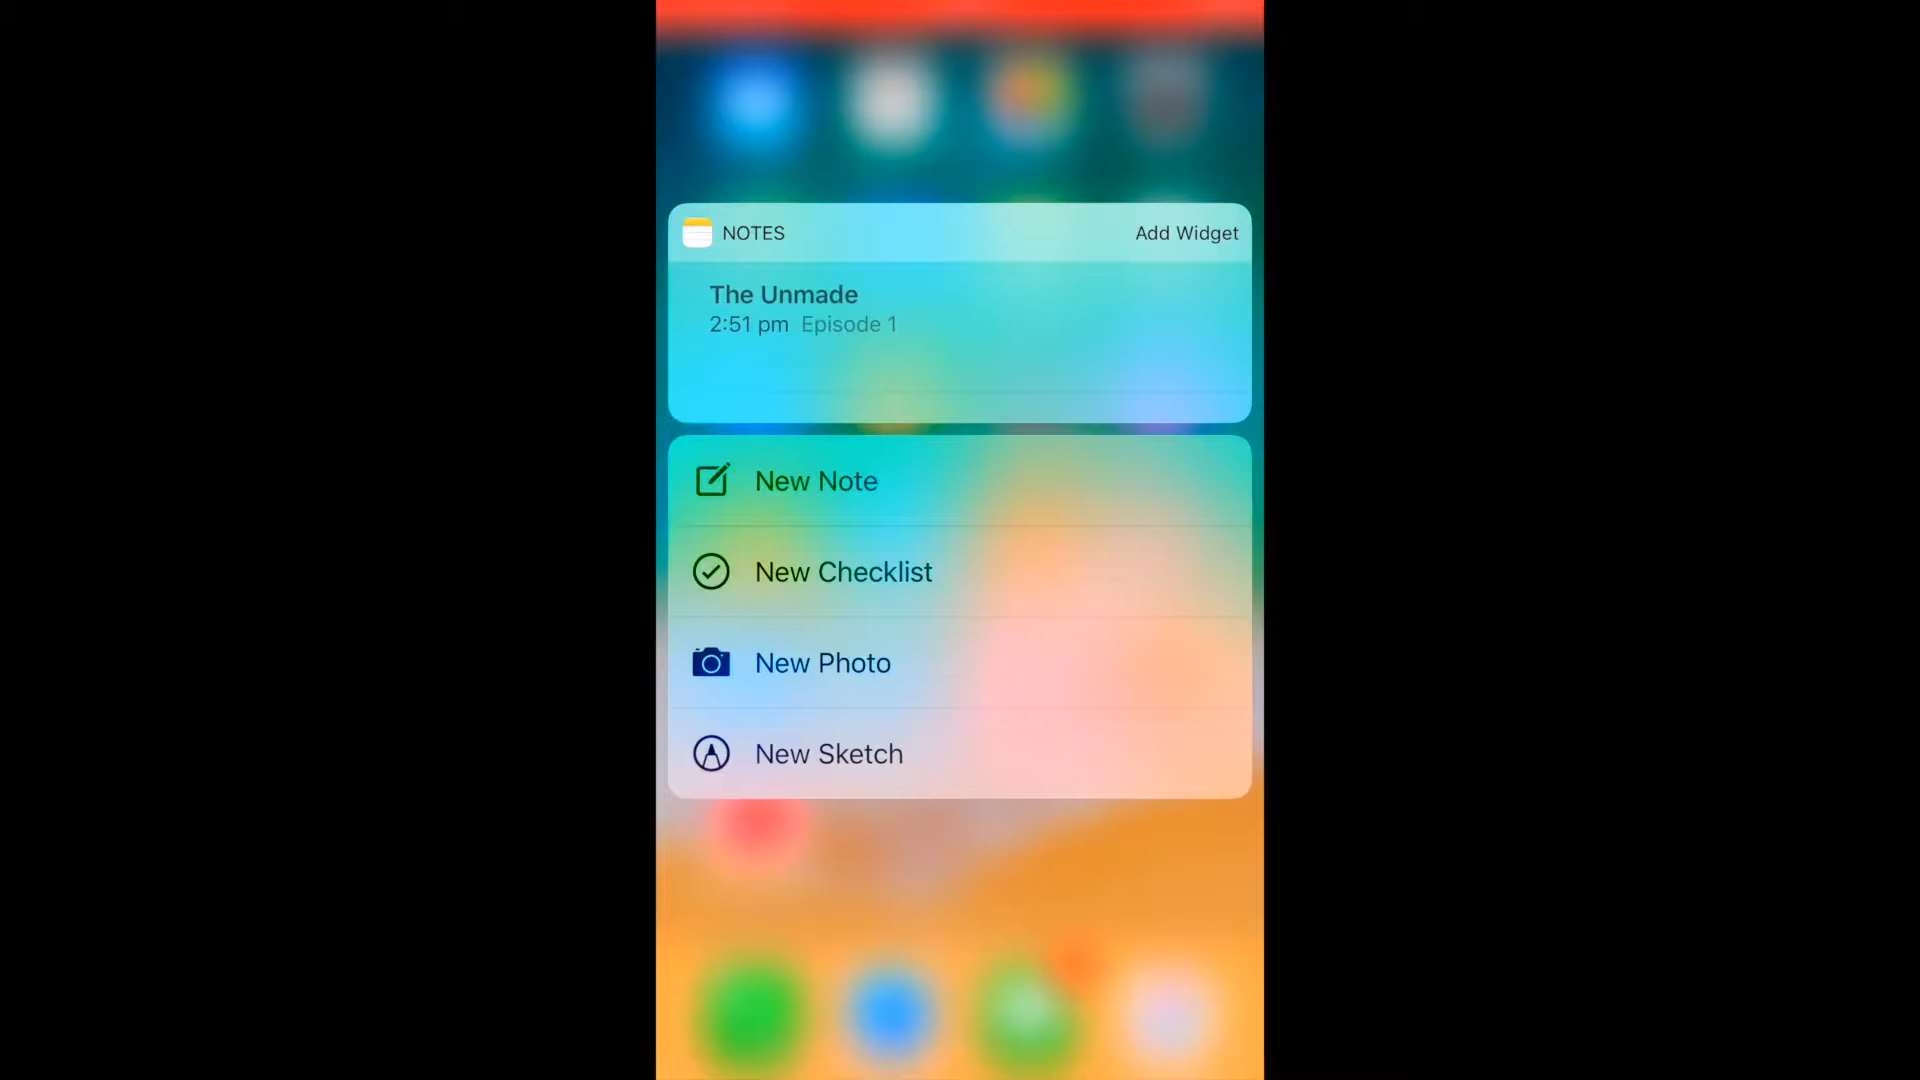 NOTES Add Widget
The Unmade
2:51 pm Episode 1
New Note
New Checklist
New Photo
New Sketch